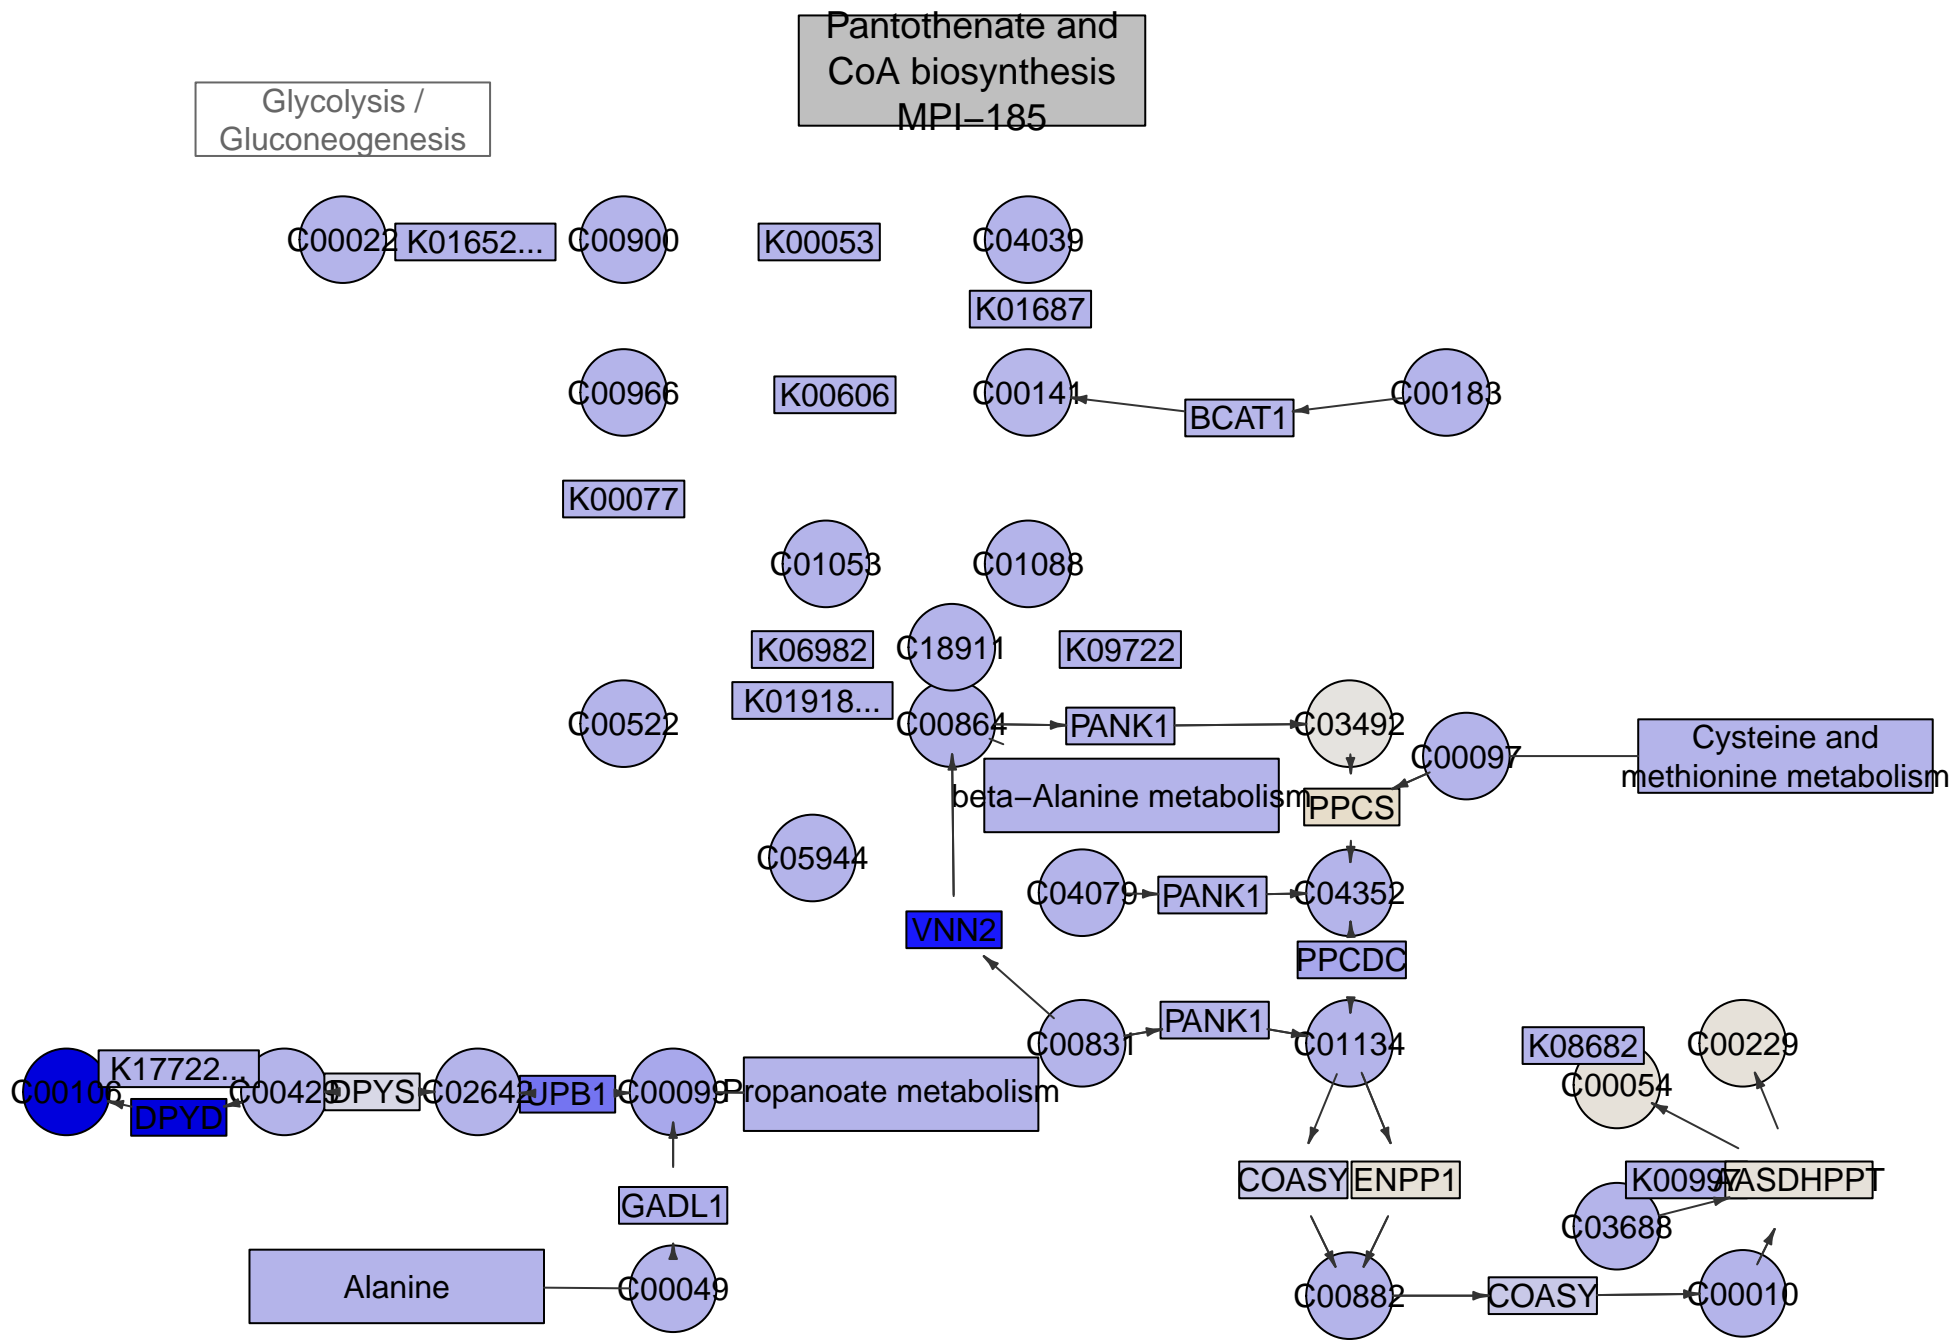 Pantothenate and
CoA biosynthesis
MPI−185
Glycolysis /
Gluconeogenesis
C00022
K01652...
C00900
K00053
C04039
K01687
C00966
K00606
C00141
BCAT1
C00183
K00077
C01053
C01088
K06982
C18911
K09722
K01918...
C00522
C00864
PANK1
C03492
C00097
Cysteine and
methionine metabolism
beta−Alanine metabolism
PPCS
C05944
C04079
PANK1
C04352
VNN2
PPCDC
C00831
PANK1
C01134
K08682
C00229
C00054
C00106
K17722...
DPYD
C00429
DPYS
C02642
UPB1
C00099
Propanoate metabolism
COASY
ENPP1
K00997
AASDHPPT
GADL1
C03688
Alanine
C00049
C00882
COASY
C00010